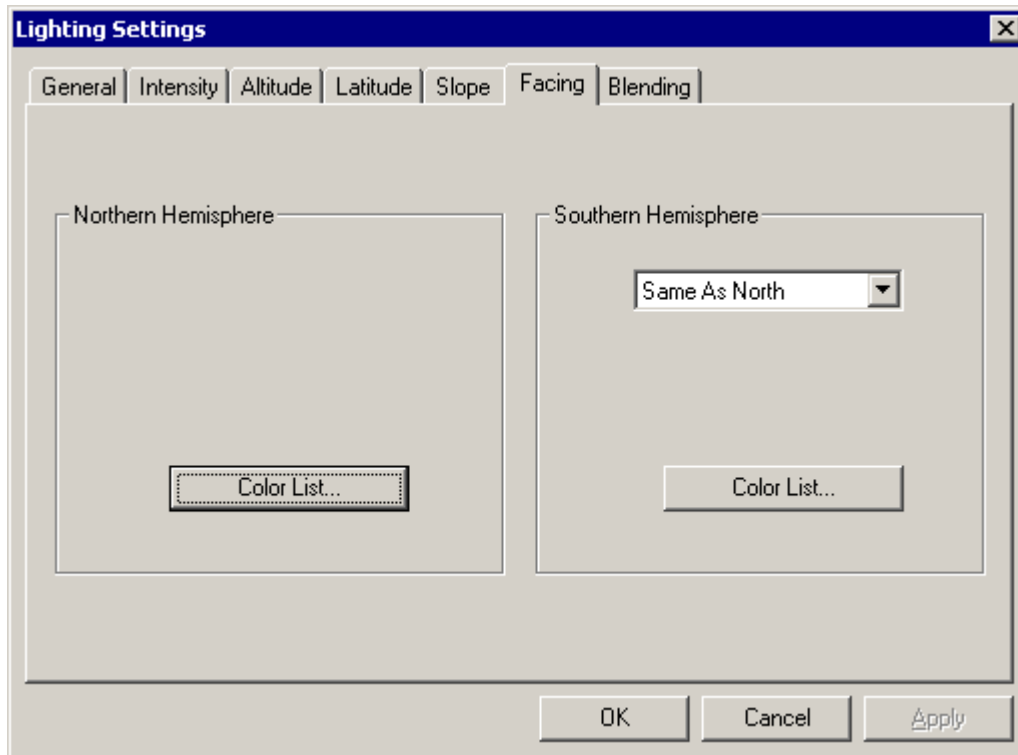 Lighting Settings
General Intensity Altitude Latitude Slope Facing Blending
Northern Hemisphere
Southern Hemisphere
Same As North
Color List...
Color List...
OK Cancel Apply